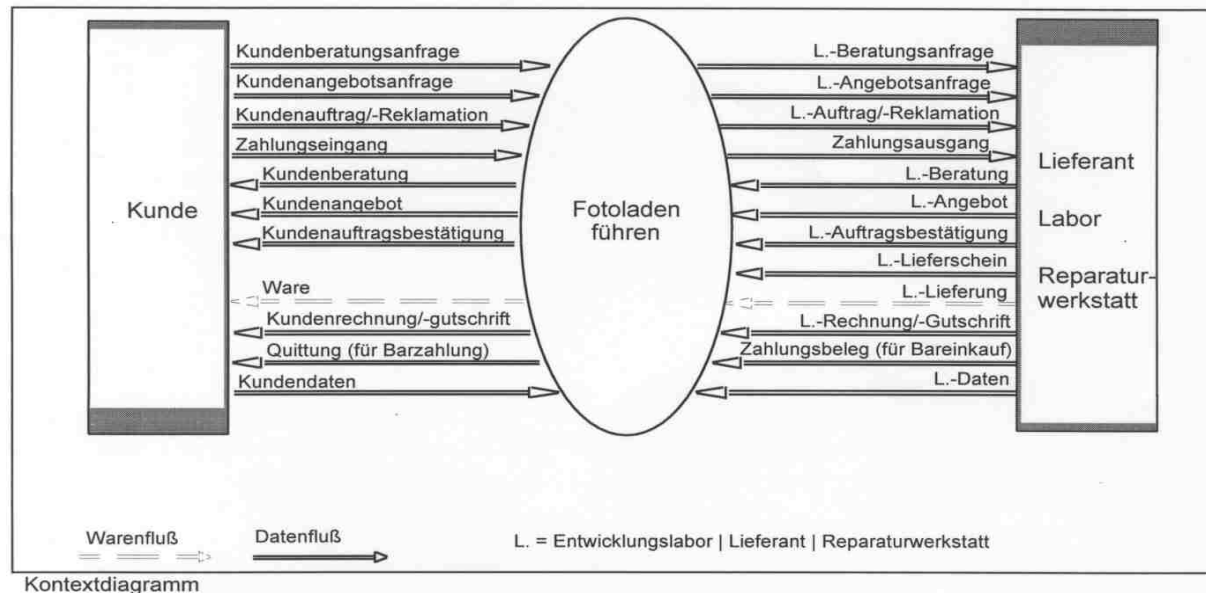 Kunde
Kundenberatungsanfrage
Kundenangebotsanfrage
Kundenauftrag/-Reklamation
Zahlungseingang
Kundenberatung
Kundenangebot
Kundenauftragsbestätigung
Ware
Kundenrechnung/-gutschrift
Quittung (für Barzahlung)
Kundendaten
Fotoladen
führen
L.-Beratungsanfrage
L.-Angebotsanfrage
L.-Auftrag/-Reklamation
Zahlungsausgang
L.-Beratung
L.-Angebot
L.-Auftragsbestätigung
L.-Lieferschein
L.-Lieferung
L.-Rechnung/-Gutschrift
Zahlungsbeleg (für Bareinkauf)
L.-Daten
Lieferant
Labor
Reparatur-
werkstatt
Warenfluß
Datenfluß
L. = Entwicklungslabor | Lieferant | Reparaturwerkstatt
Kontextdiagramm